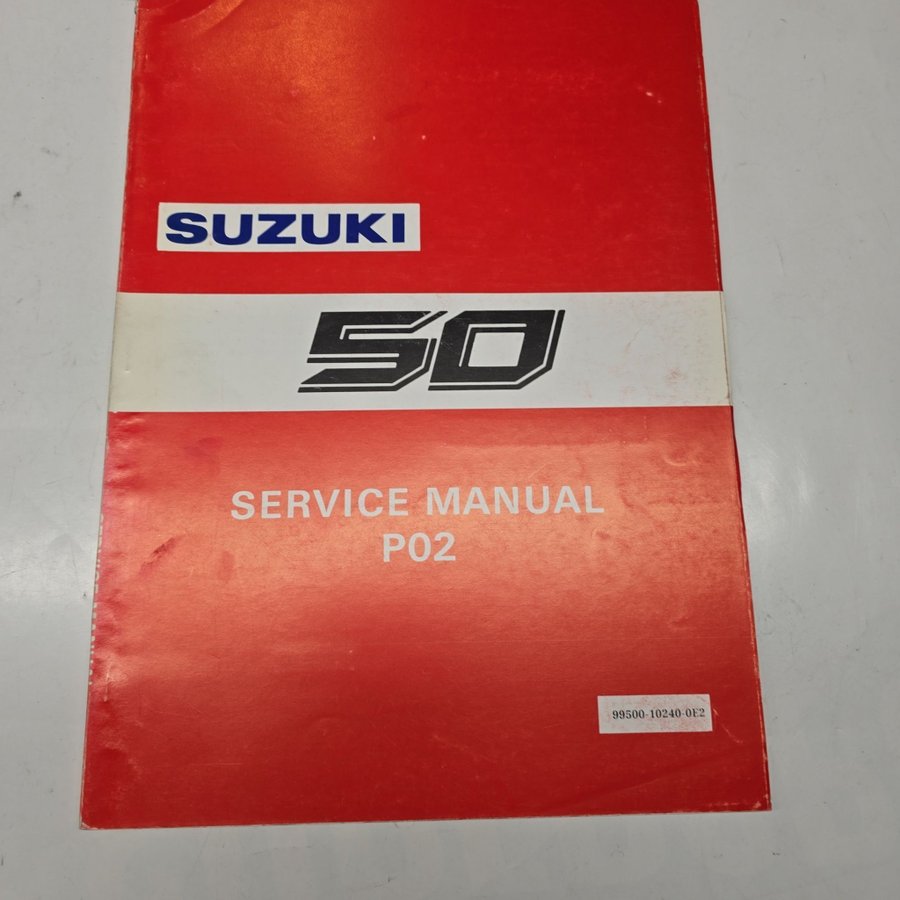 SUZUKI
50
SERVICE MANUAL
P02
99500-10240-0E2